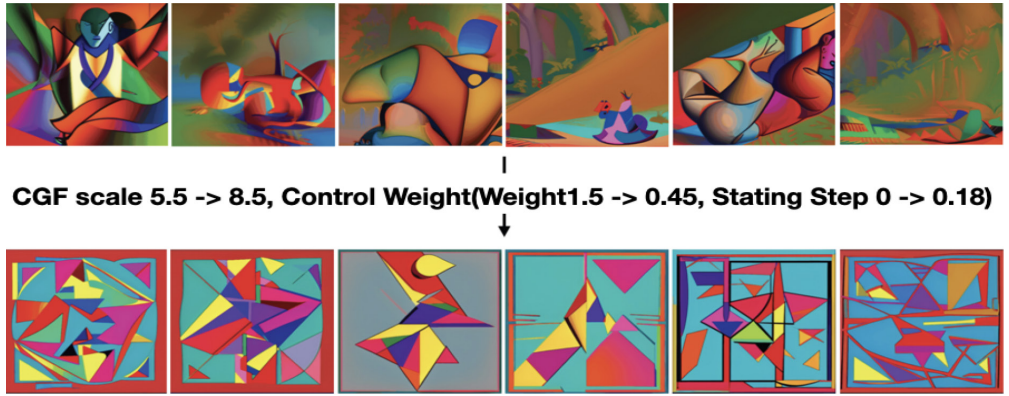 CGF scale 5.5 -> 8.5, Control Weight(Weight1.5 -> 0.45, Stating Step 0 -> 0.18)